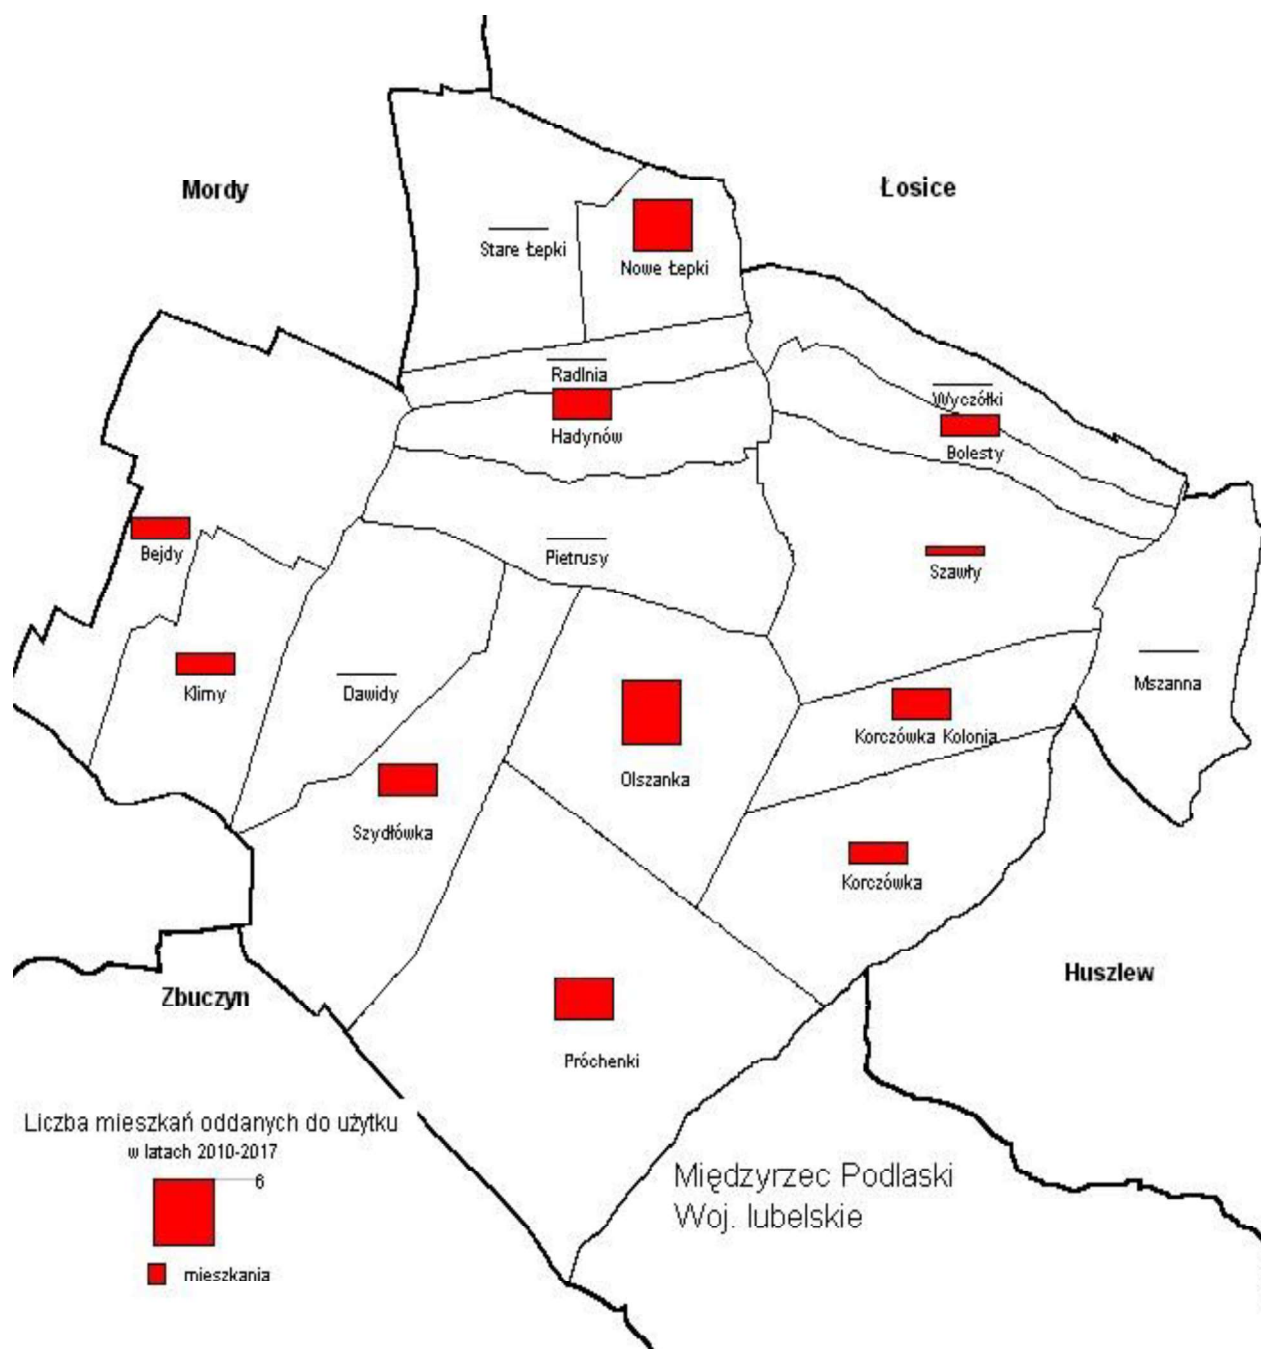 Mordy
Łosice
Stare Łepki
Nowe Łepki
Radlnia
Wyczółki
Hadynów
Bolesty
Bejdy
Pietrusy
Szawły
Klimy
Dawidy
Mszanna
Korczówka Kolonia
Olszanka
Szydłówka
Korczówka
Huszlew
Zbuczyn
Próchenki
Liczba mieszkań oddanych do użytku
w latach 2010-2017
6
mieszkania
Międzyrzec Podlaski
Woj. lubelskie